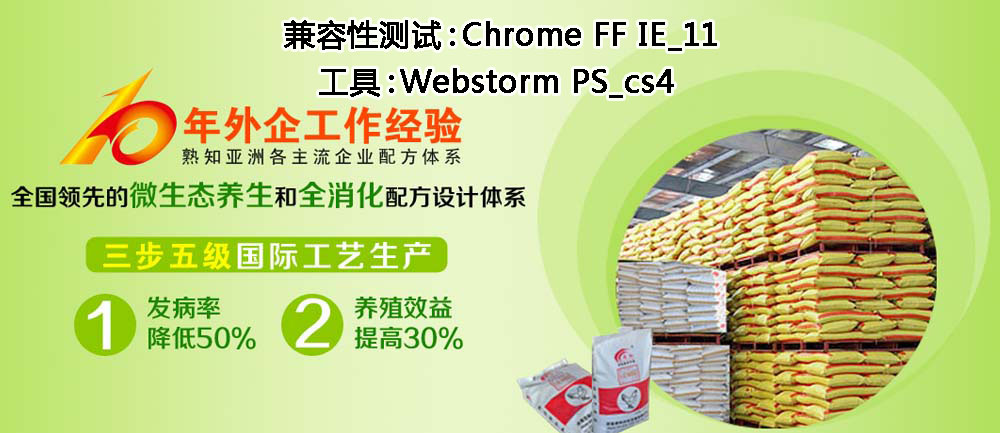 兼容性测试:Chrome FF IE_11
工具:Webstorm PS_cs4
10年外企工作经验
熟知亚洲各主流企业配方体系
全国领先的微生态养生和全消化配方设计体系
三步五级国际工艺生产
1 发病率
降低50%
2 养殖效益
提高30%